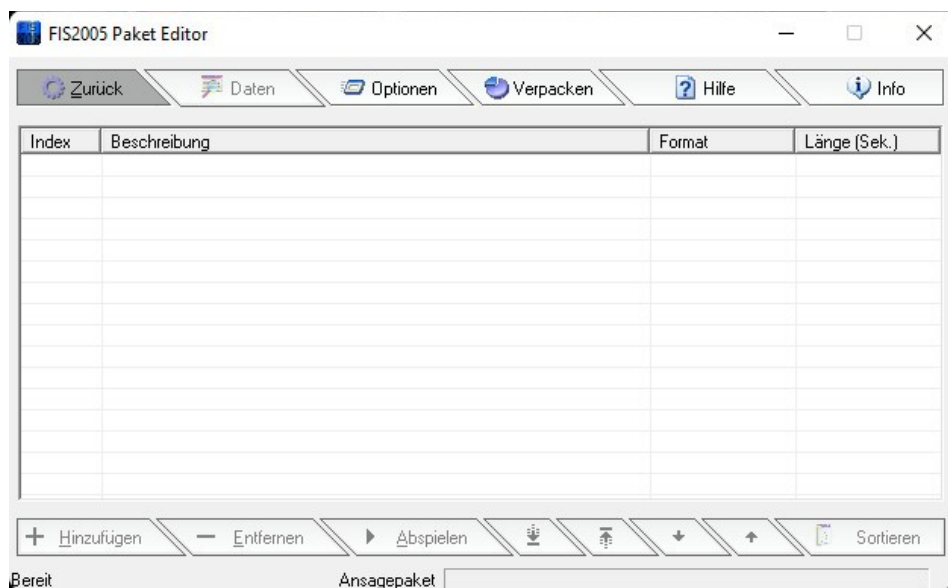 FIS2005 Paket Editor
Zurück Daten Optionen Verpacken Hilfe Info
Index Beschreibung Format Länge (Sek.)
Hinzufügen Entfernen Abspielen Sortieren
Bereit Ansagepaket